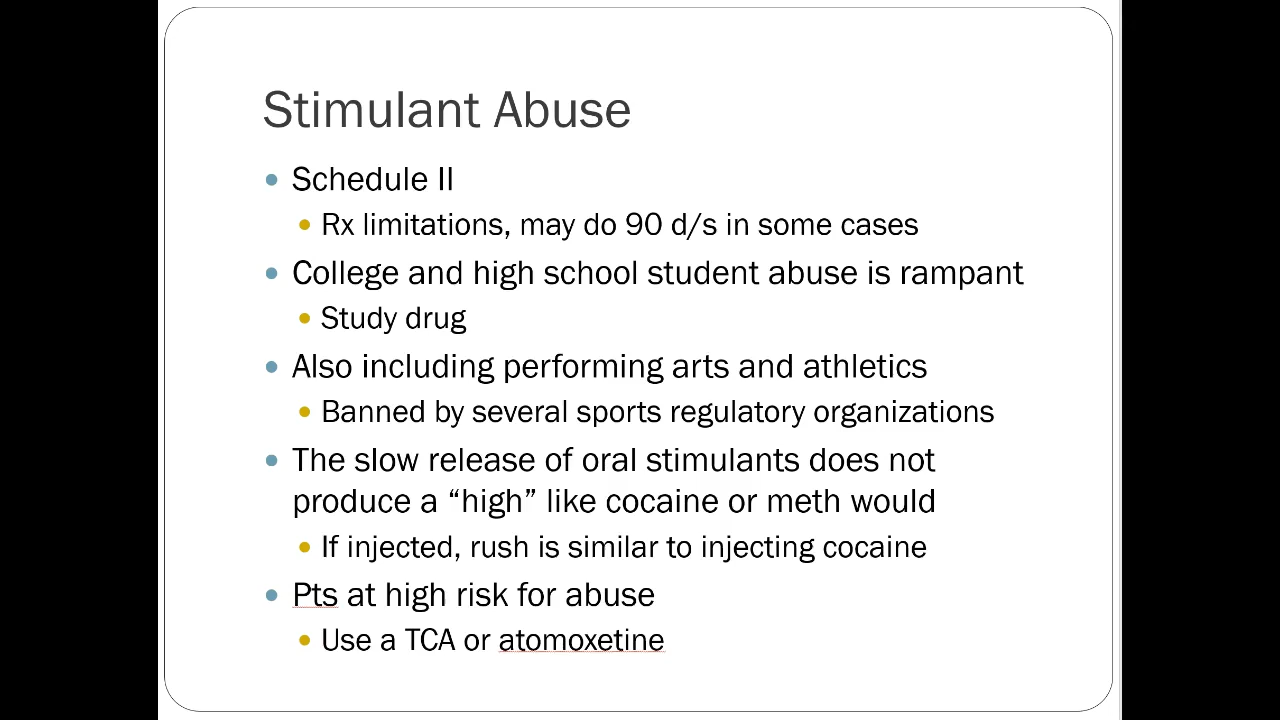 Stimulant Abuse
Schedule II
Rx limitations, may do 90 d/s in some cases
College and high school student abuse is rampant
Study drug
Also including performing arts and athletics
Banned by several sports regulatory organizations
The slow release of oral stimulants does not
produce a “high” like cocaine or meth would
If injected, rush is similar to injecting cocaine
Pts at high risk for abuse
Use a TCA or atomoxetine